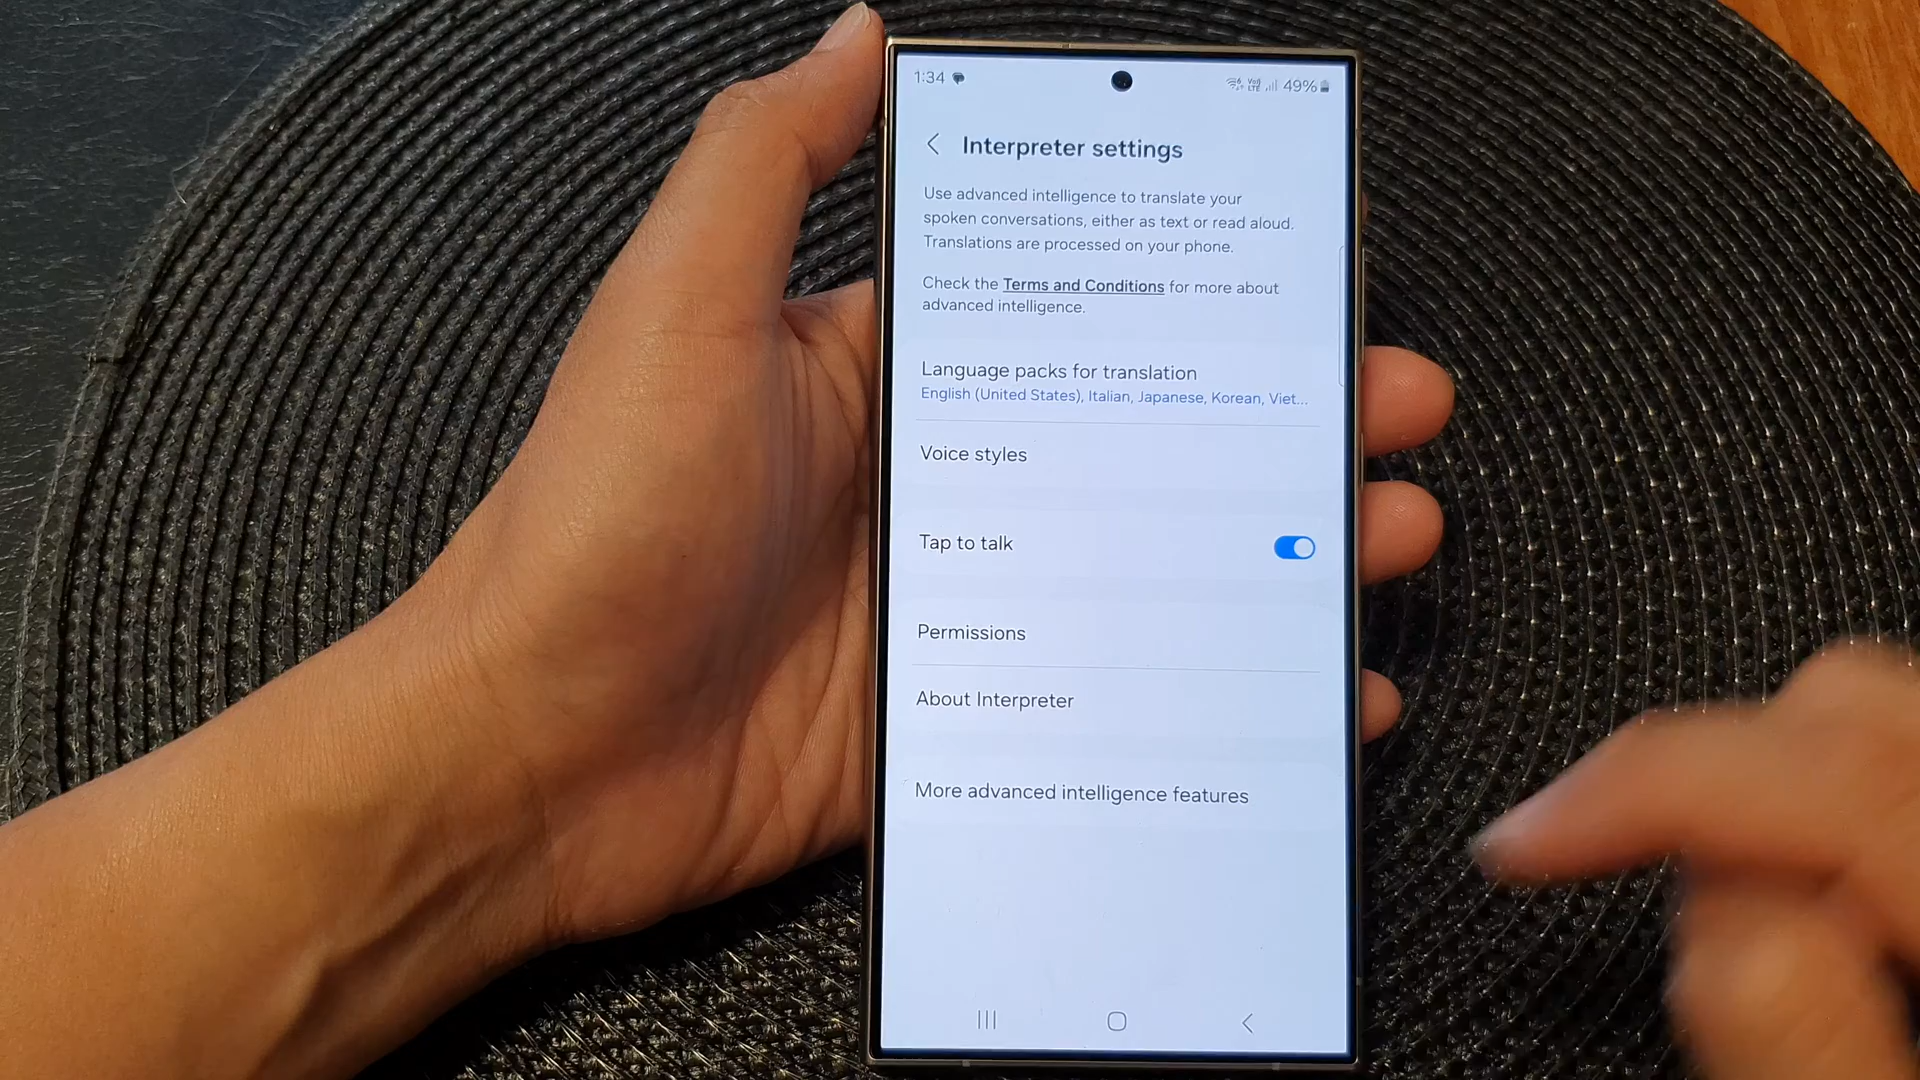 1:34
49%
Interpreter settings
Use advanced intelligence to translate your
spoken conversations, either as text or read aloud.
Translations are processed on your phone.
Check the Terms and Conditions for more about
advanced intelligence.
Language packs for translation
English (United States), Italian, Japanese, Korean, Viet...
Voice styles
Tap to talk
Permissions
About Interpreter
More advanced intelligence features